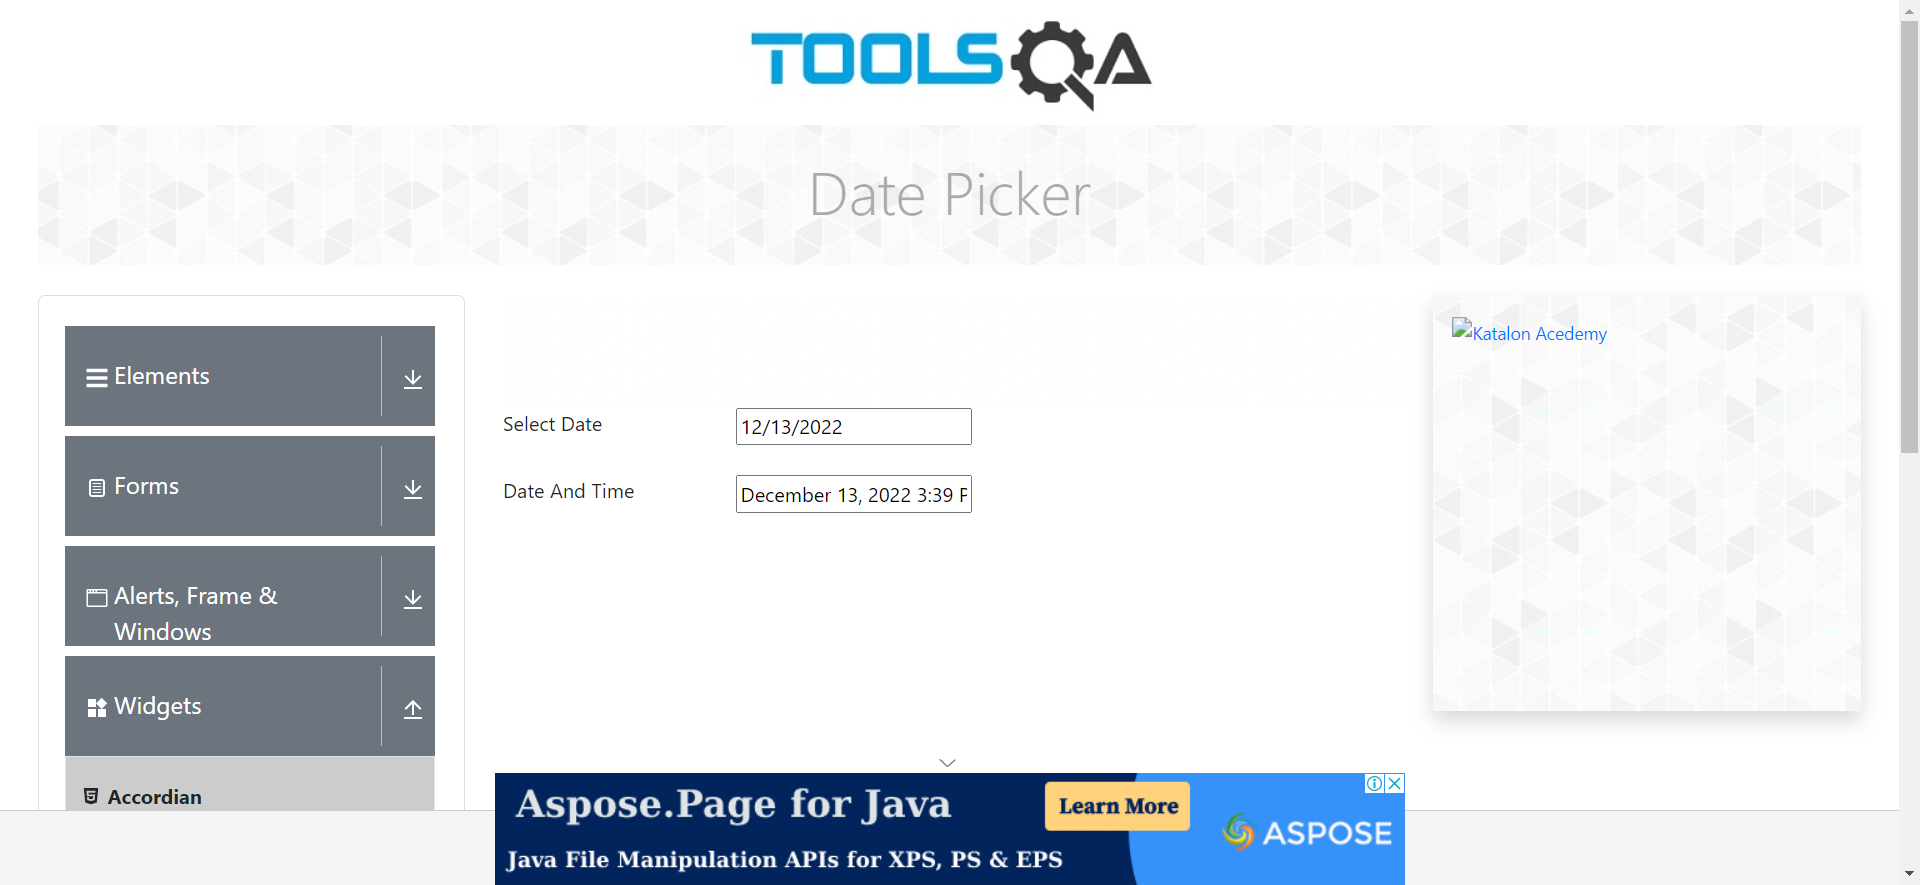 TOOLSQA
Date Picker
Elements
Forms
Alerts, Frame &
Windows
Widgets
Accordian
Select Date
12/13/2022
Date And Time
December 13, 2022 3:39 P
Katalon Acedemy
Aspose.Page for Java
Java File Manipulation APIs for XPS, PS & EPS
Learn More
ASPOSE